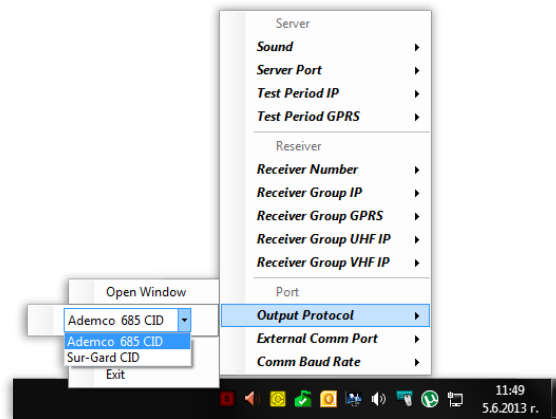 Server
Sound
Server Port
Test Period IP
Test Period GPRS
Reseiver
Receiver Number
Receiver Group IP
Receiver Group GPRS
Receiver Group UHF IP
Receiver Group VHF IP
Port
Output Protocol
External Comm Port
Comm Baud Rate
Open Window
Ademco 685 CID
Ademco 685 CID
Sur-Gard CID
Exit
11:49
5.6.2013 г.